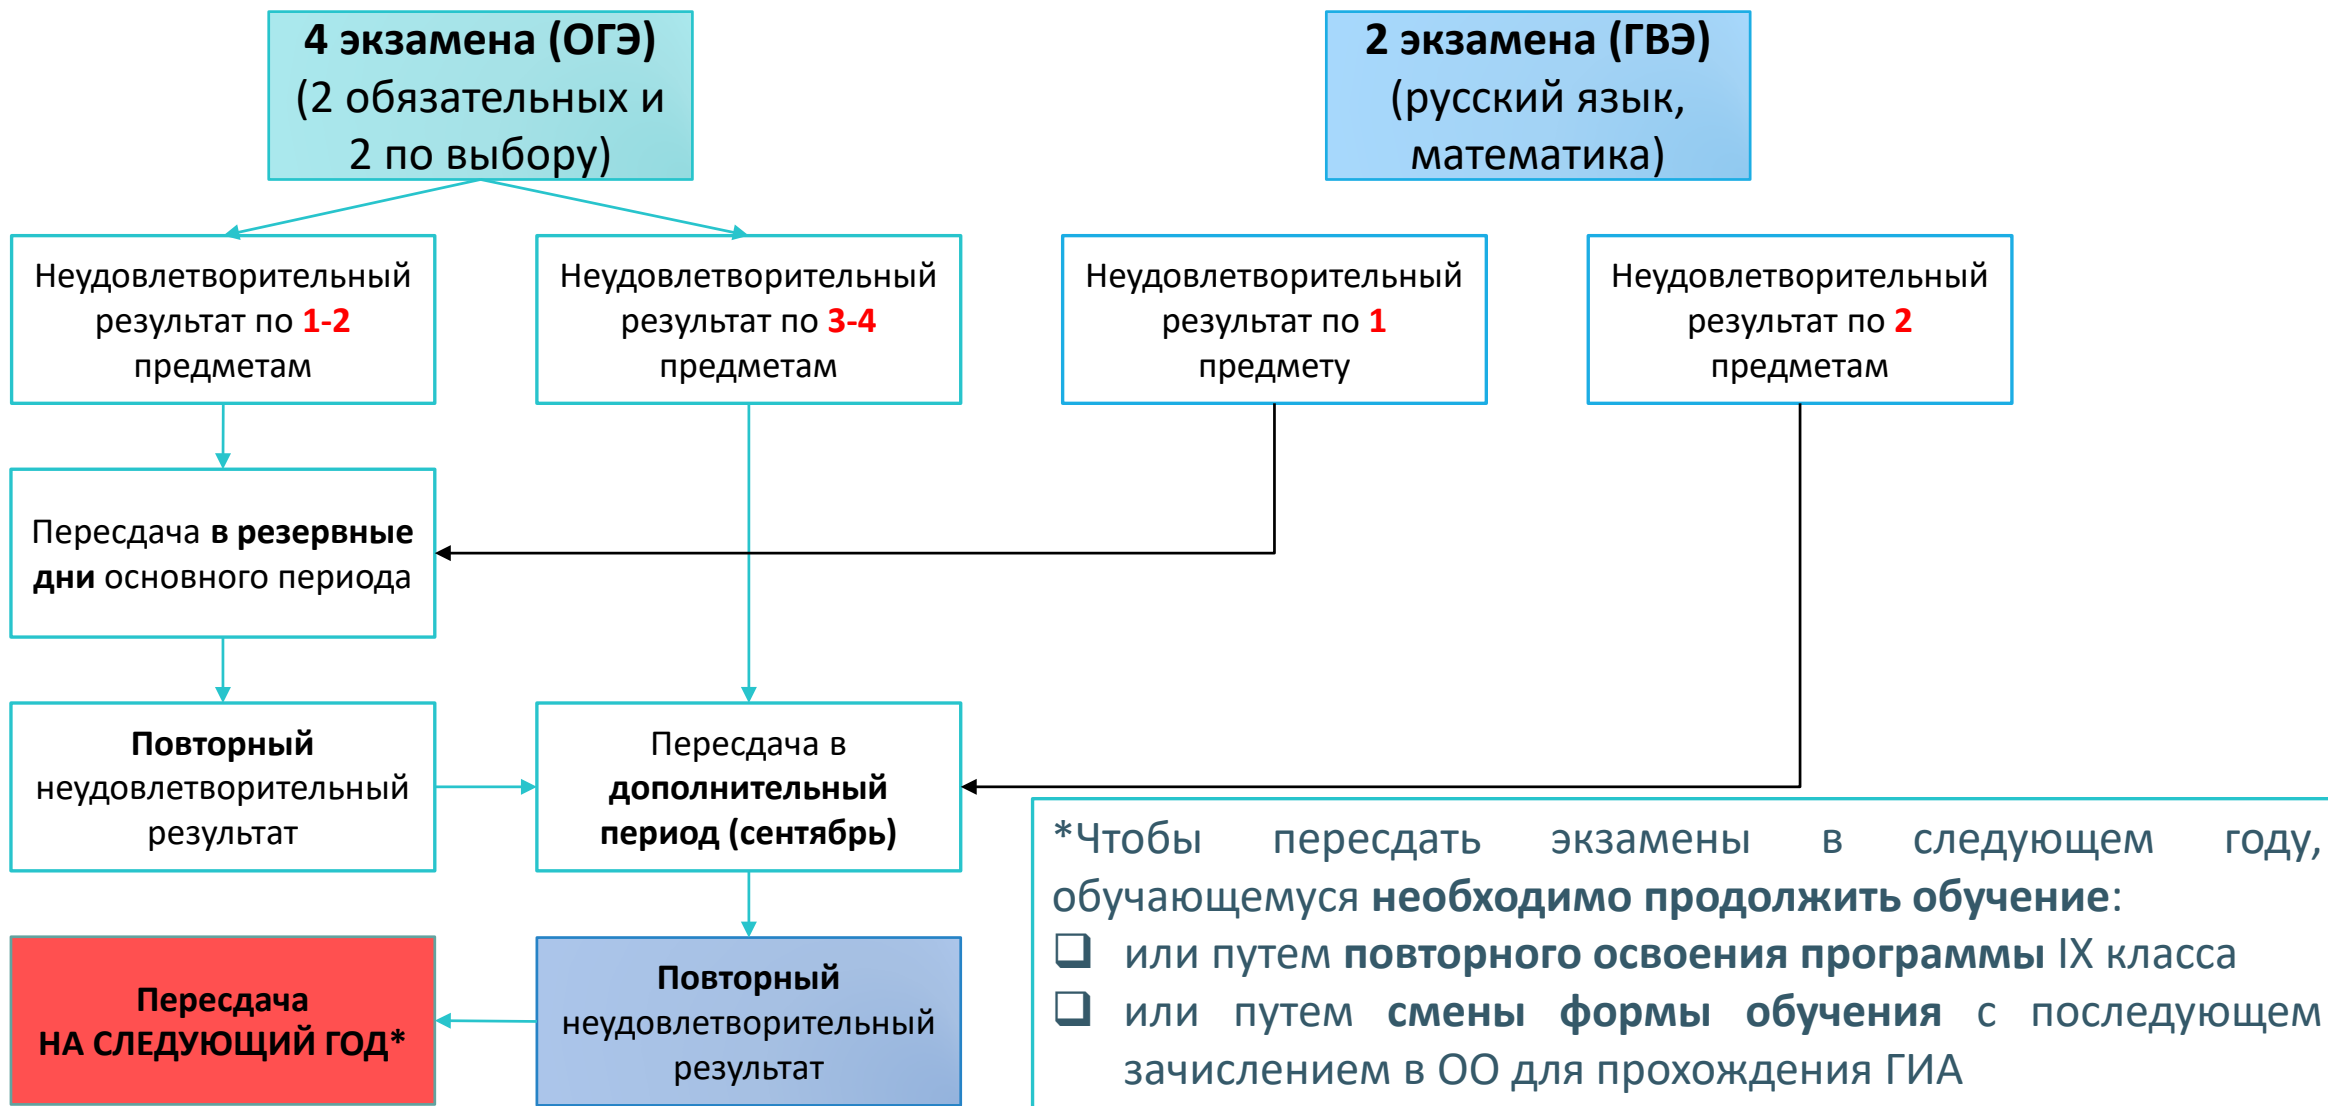 4 экзамена (ОГЭ)
(2 обязательных и
2 по выбору)
2 экзамена (ГВЭ)
(русский язык,
математика)
Неудовлетворительный
результат по 1-2
предметам
Неудовлетворительный
результат по 3-4
предметам
Неудовлетворительный
результат по 1
предмету
Неудовлетворительный
результат по 2
предметам
Пересдача в резервные
дни основного периода
Повторный
неудовлетворительный
результат
Пересдача в
дополнительный
период (сентябрь)
Пересдача
НА СЛЕДУЮЩИЙ ГОД*
Повторный
неудовлетворительный
результат
*Чтобы пересдать экзамены в следующем году,
обучающемуся необходимо продолжить обучение:
❑ или путем повторного освоения программы IX класса
❑ или путем смены формы обучения с последующем
зачислением в ОО для прохождения ГИА